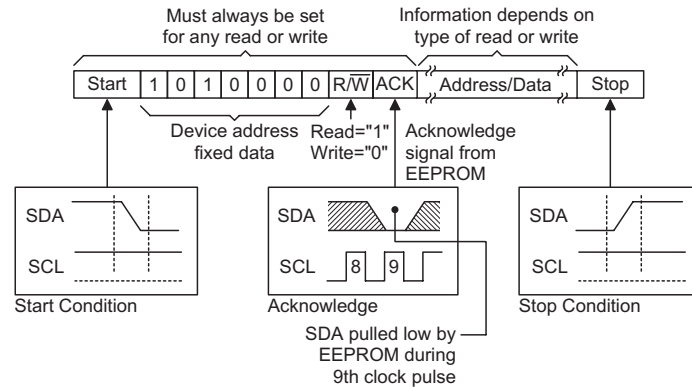 Must always be set
for any read or write
Information depends on
type of read or write
Start 1 0 1 0 0 0 0 R/W̅ ACK Address/Data Stop
Device address
fixed data
Read="1"
Write="0"
Acknowledge
signal from
EEPROM
SDA
SCL
Start Condition
SDA
SCL 8 9
Acknowledge
SDA
SCL
Stop Condition
SDA pulled low by
EEPROM during
9th clock pulse